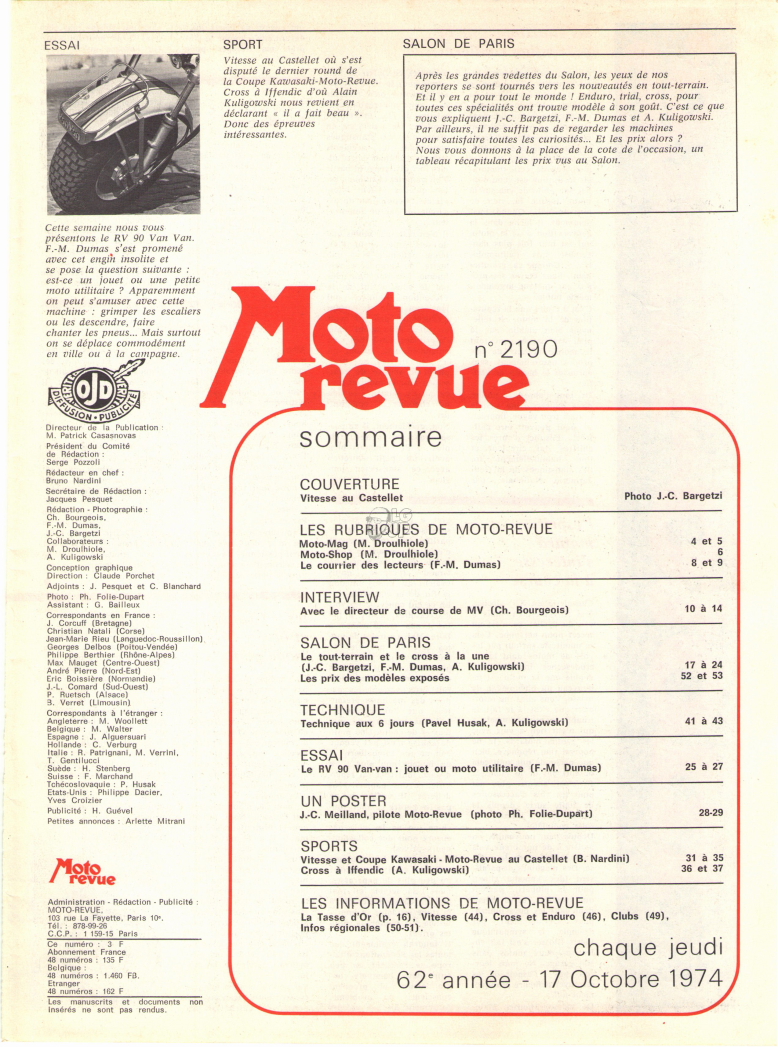 ESSAI
Cette semaine nous vous
présentons le RV 90 Van Van.
F.-M. Dumas s'est promené
avec cet engin insolite et
se pose la question suivante :
est-ce un jouet ou une petite
moto utilitaire ? Apparemment
on peut s'amuser avec cette
machine : grimper les escaliers
ou les descendre, faire
chanter les pneus... Mais surtout
on se déplace commodément
en ville ou à la campagne.
SPORT
Vitesse au Castellet où s'est
disputé le dernier round de
la Coupe Kawasaki-Moto-Revue.
Cross à Iffendic d'où Alain
Kuligowski nous revient en
déclarant « il a fait beau ».
Donc des épreuves
intéressantes.
SALON DE PARIS
Après les grandes vedettes du Salon, les yeux de nos
reporters se sont tournés vers les nouveautés en tout-terrain.
Et il y en a pour tout le monde ! Enduro, trial, cross, pour
toutes ces spécialités ont trouve modèle à son goût. C'est ce que
vous expliquent J.-C. Bargetzi, F.-M. Dumas et A. Kuligowski.
Par ailleurs, il ne suffit pas de regarder les machines
pour satisfaire toutes les curiosités... Et les prix alors ?
Nous vous donnons à la place de la cote de l'occasion, un
tableau récapitulant les prix vus au Salon.
OJD
DIFFUSION • PUBLICITÉ
Directeur de la Publication :
M. Patrick Casasnovas
Président du Comité
de Rédaction :
Serge Pozzoli
Rédacteur en chef :
Bruno Nardini
Secrétaire de Rédaction :
Jacques Pesquet
Rédaction - Photographie :
Ch. Bourgeois,
F.-M. Dumas,
J.-C. Bargetzi
Collaborateurs :
M. Droulhiole,
A. Kuligowski
Conception graphique
Direction : Claude Porchet
Adjoints : J. Pesquet et C. Blanchard
Photo : Ph. Folie-Dupart
Assistant : G. Bailleux
Correspondants en France :
J. Corcuff (Bretagne)
Christian Natali (Corse)
Jean-Marie Rieu (Languedoc-Roussillon)
Georges Delbos (Poitou-Vendée)
Philippe Berthier (Rhône-Alpes)
Max Mauget (Centre-Ouest)
André Pierre (Nord-Est)
Eric Boissière (Normandie)
J.-L. Comard (Sud-Ouest)
P. Ruetsch (Alsace)
B. Verret (Limousin)
Correspondants à l'étranger :
Angleterre : M. Woollett
Belgique : M. Walter
Espagne : J. Alguersuari
Hollande : C. Verburg
Italie : R. Patrignani, M. Verrini,
T. Gentilucci
Suède : H. Stenberg
Suisse : F. Marchand
Tchécoslovaquie : P. Husak
Etats-Unis : Philippe Dacier,
Yves Croizier
Publicité : H. Guével
Petites annonces : Arlette Mitrani
Moto
revue
Administration - Rédaction - Publicité :
MOTO-REVUE,
103 rue La Fayette, Paris 10e.
Tél. : 878-99-26
C.C.P. : 1 159-15 Paris
Ce numéro : 3 F
Abonnement France
48 numéros : 135 F
Belgique :
48 numéros : 1.460 FB.
Etranger
48 numéros : 162 F
Les manuscrits et documents non
insérés ne sont pas rendus.
Moto
revue
n° 2190
sommaire
COUVERTURE
Vitesse au Castellet Photo J.-C. Bargetzi
LES RUBRIQUES DE MOTO-REVUE
Moto-Mag (M. Droulhiole) 4 et 5
Moto-Shop (M. Droulhiole) 6
Le courrier des lecteurs (F.-M. Dumas) 8 et 9
INTERVIEW
Avec le directeur de course de MV (Ch. Bourgeois) 10 à 14
SALON DE PARIS
Le tout-terrain et le cross à la une
(J.-C. Bargetzi, F.-M. Dumas, A. Kuligowski) 17 à 24
Les prix des modèles exposés 52 et 53
TECHNIQUE
Technique aux 6 jours (Pavel Husak, A. Kuligowski) 41 à 43
ESSAI
Le RV 90 Van-van : jouet ou moto utilitaire (F.-M. Dumas) 25 à 27
UN POSTER
J.-C. Meilland, pilote Moto-Revue (photo Ph. Folie-Dupart) 28-29
SPORTS
Vitesse et Coupe Kawasaki - Moto-Revue au Castellet (B. Nardini) 31 à 35
Cross à Iffendic (A. Kuligowski) 36 et 37
LES INFORMATIONS DE MOTO-REVUE
La Tasse d'Or (p. 16), Vitesse (44), Cross et Enduro (46), Clubs (49),
Infos régionales (50-51).
chaque jeudi
62e année - 17 Octobre 1974